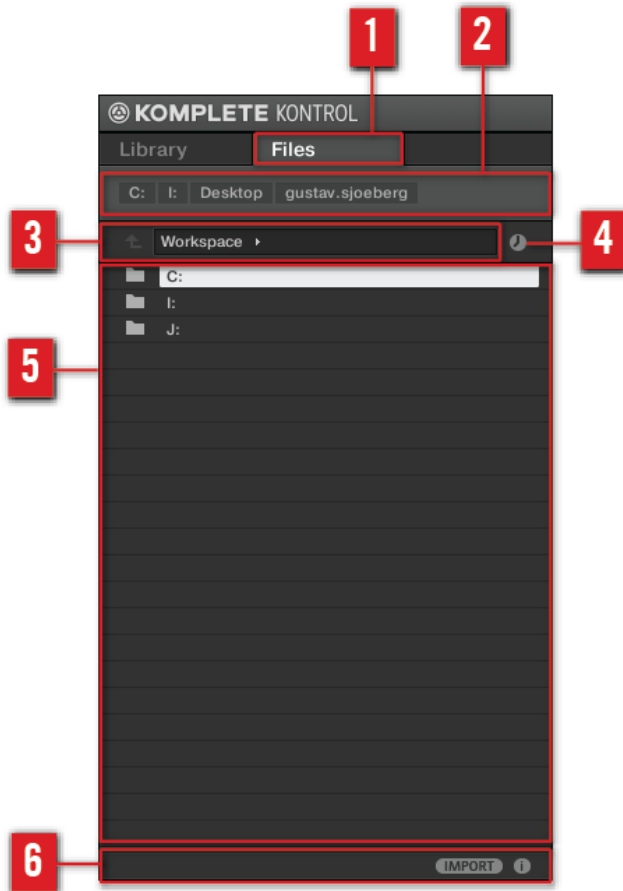 1 2
KOMPLETE KONTROL
Library Files
C: I: Desktop gustav.sjoeberg
3 Workspace 4
C:
I:
J:
5
6 IMPORT i